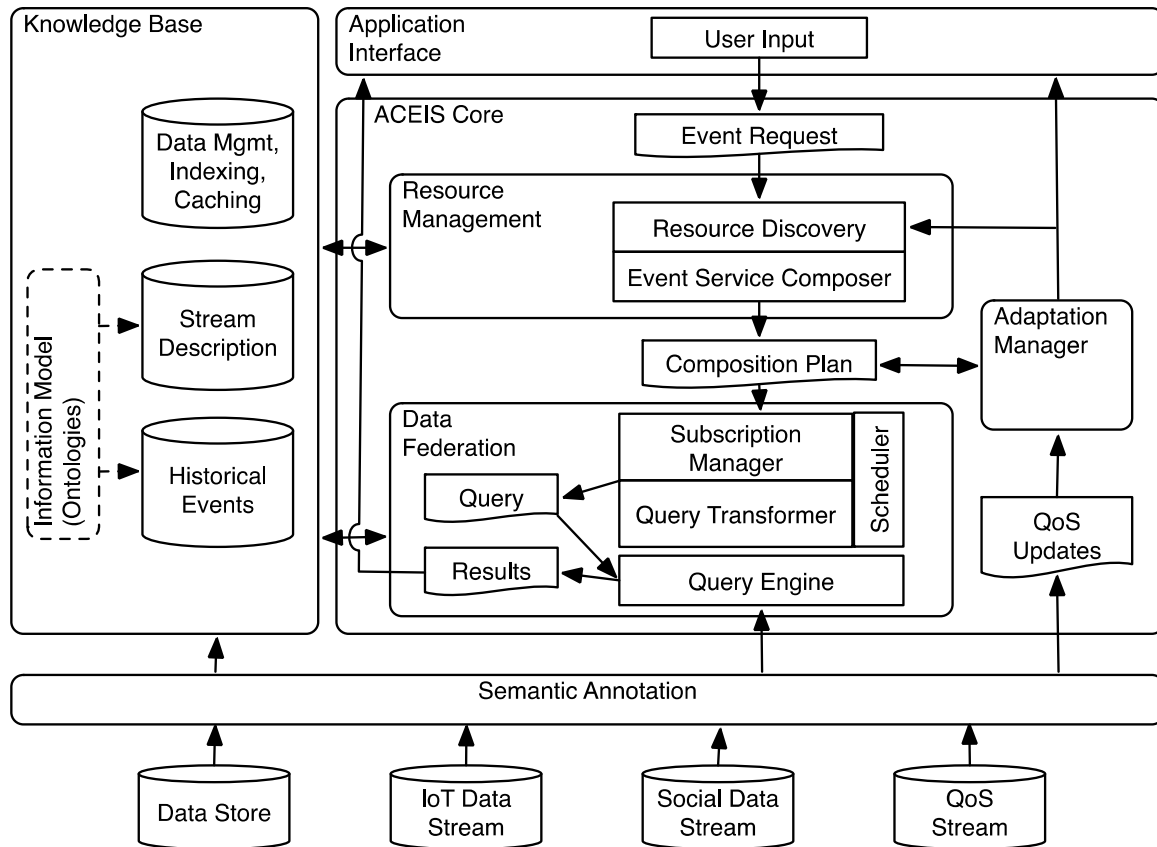 Knowledge Base
Data Mgmt,
Indexing,
Caching
Stream
Description
Historical
Events
Information Model
(Ontologies)
Application
Interface
User Input
ACEIS Core
Event Request
Resource
Management
Resource Discovery
Event Service Composer
Composition Plan
Adaptation
Manager
Data
Federation
Subscription
Manager
Scheduler
Query
Query Transformer
Results
Query Engine
QoS
Updates
Semantic Annotation
Data Store
IoT Data
Stream
Social Data
Stream
QoS
Stream